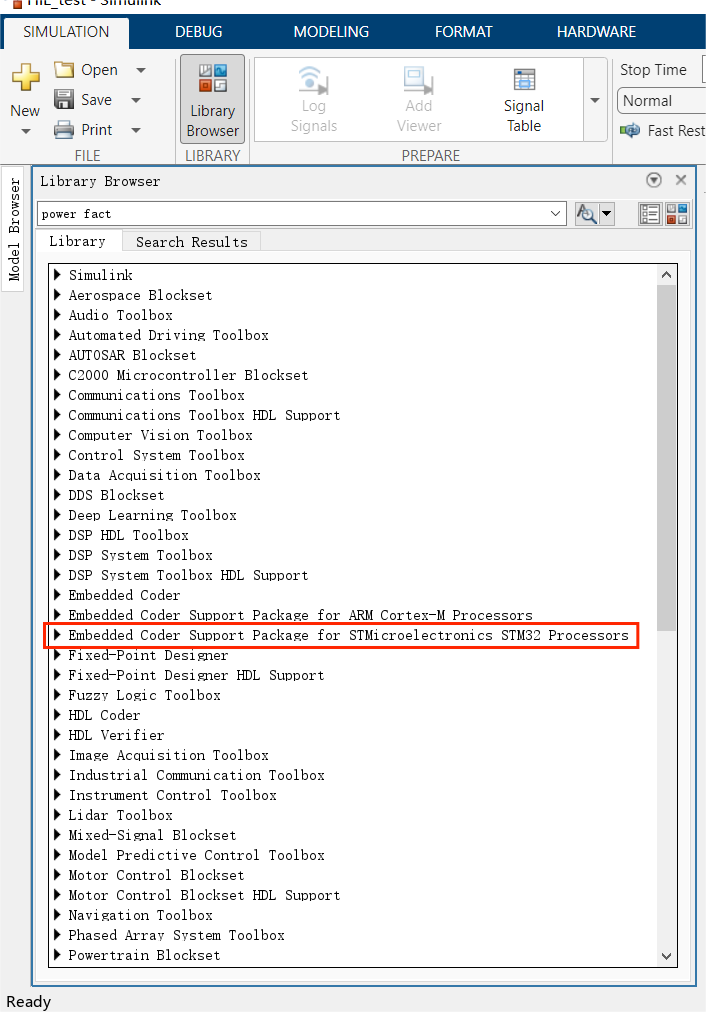 HIL_test - Simulink
SIMULATION DEBUG MODELING FORMAT HARDWARE
New
Open
Save
Print
FILE
Library Browser
LIBRARY
Log Signals
Add Viewer
Signal Table
PREPARE
Stop Time
Normal
Fast Rest
Model Browser
Library Browser
power fact
Library Search Results
Simulink
Aerospace Blockset
Audio Toolbox
Automated Driving Toolbox
AUTOSAR Blockset
C2000 Microcontroller Blockset
Communications Toolbox
Communications Toolbox HDL Support
Computer Vision Toolbox
Control System Toolbox
Data Acquisition Toolbox
DDS Blockset
Deep Learning Toolbox
DSP HDL Toolbox
DSP System Toolbox
DSP System Toolbox HDL Support
Embedded Coder
Embedded Coder Support Package for ARM Cortex-M Processors
Embedded Coder Support Package for STMicroelectronics STM32 Processors
Fixed-Point Designer
Fixed-Point Designer HDL Support
Fuzzy Logic Toolbox
HDL Coder
HDL Verifier
Image Acquisition Toolbox
Industrial Communication Toolbox
Instrument Control Toolbox
Lidar Toolbox
Mixed-Signal Blockset
Model Predictive Control Toolbox
Motor Control Blockset
Motor Control Blockset HDL Support
Navigation Toolbox
Phased Array System Toolbox
Powertrain Blockset
Ready